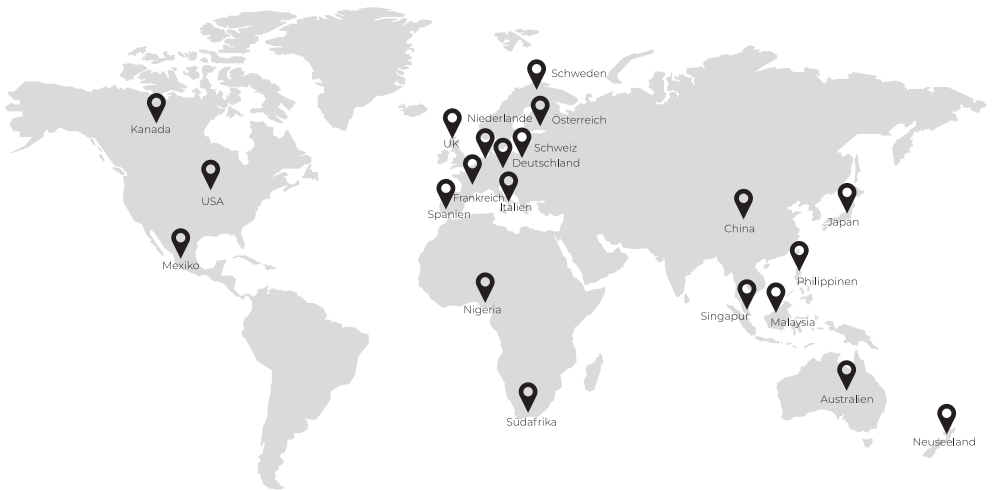 Schweden
Kanada
Niederlande
Österreich
UK
Schweiz
Deutschland
USA
Frankreich
Italien
Spanien
China
Japan
Mexiko
Philippinen
Nigeria
Singapur
Malaysia
Australien
Südafrika
Neuseeland